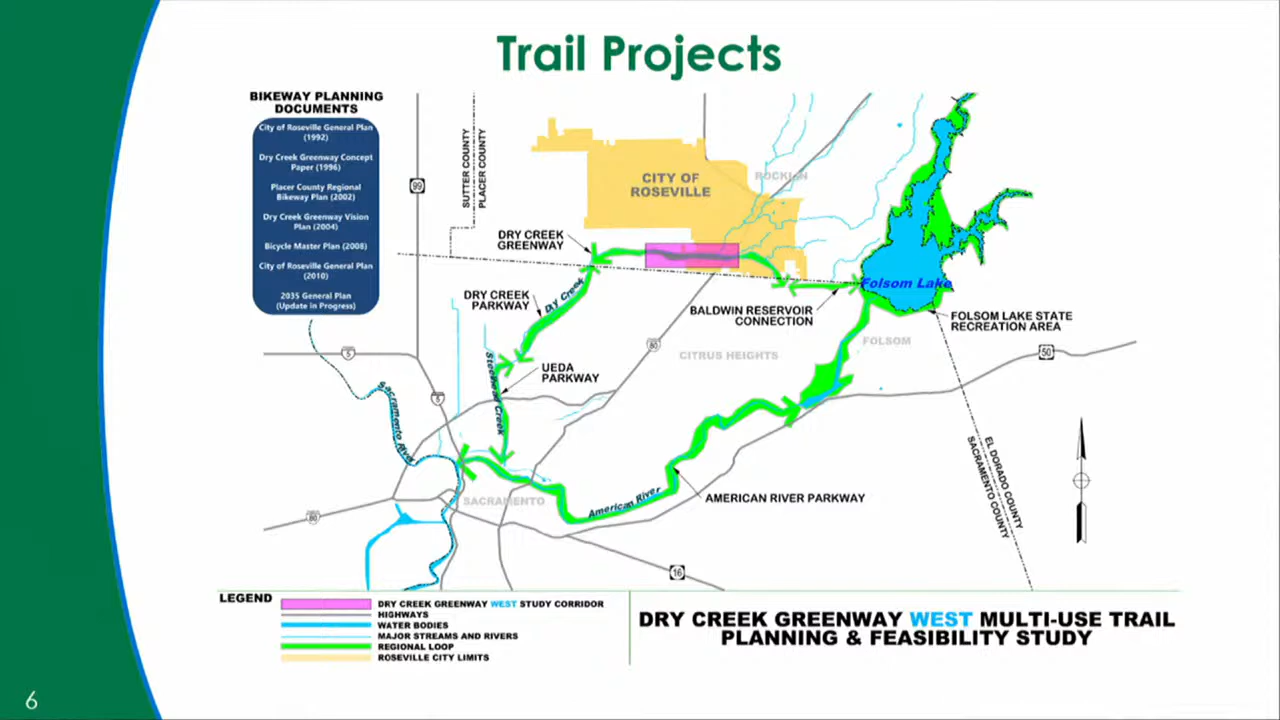 Trail Projects
BIKEWAY PLANNING
DOCUMENTS
City of Roseville General Plan
(1992)
Dry Creek Greenway Concept
Paper (1996)
Placer County Regional
Bikeway Plan (2002)
Dry Creek Greenway Vision
Plan (2004)
Bicycle Master Plan (2008)
City of Roseville General Plan
(2010)
2035 General Plan
(Update in Progress)
99
SUTTER COUNTY
PLACER COUNTY
CITY OF
ROSEVILLE
ROCKLIN
DRY CREEK
GREENWAY
DRY CREEK
PARKWAY
Dry Creek
Folsom Lake
BALDWIN RESERVOIR
CONNECTION
FOLSOM LAKE STATE
RECREATION AREA
FOLSOM
80
CITRUS HEIGHTS
50
5
UEDA
PARKWAY
Steelhead Creek
5
Sacramento River
SACRAMENTO
American River
AMERICAN RIVER PARKWAY
EL DORADO COUNTY
SACRAMENTO COUNTY
80
16
LEGEND
DRY CREEK GREENWAY WEST STUDY CORRIDOR
HIGHWAYS
WATER BODIES
MAJOR STREAMS AND RIVERS
REGIONAL LOOP
ROSEVILLE CITY LIMITS
DRY CREEK GREENWAY WEST MULTI-USE TRAIL
PLANNING & FEASIBILITY STUDY
6